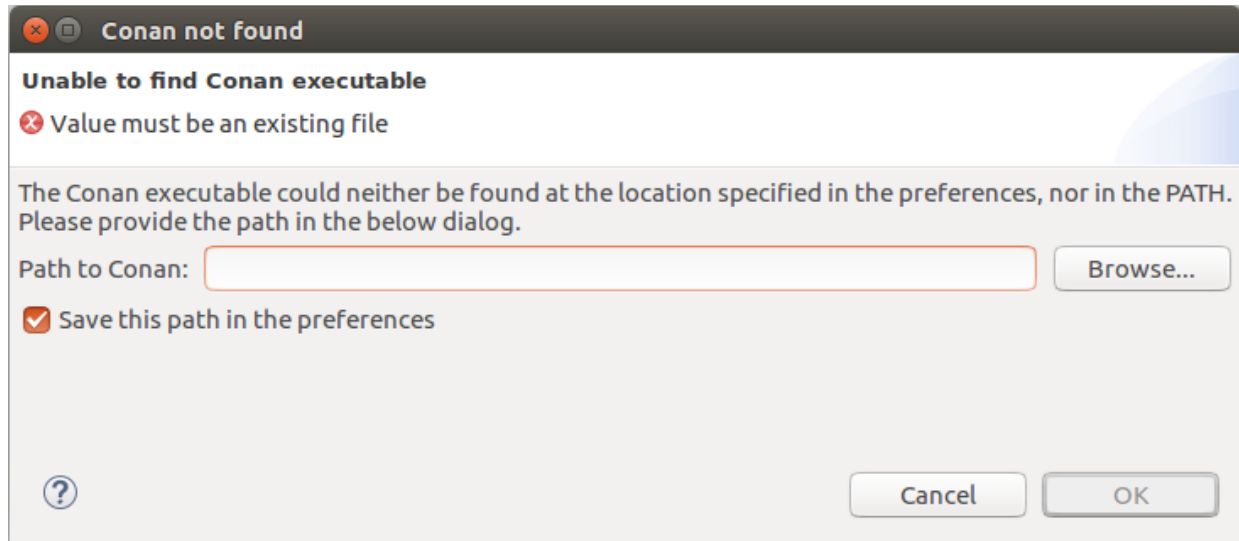 Conan not found
Unable to find Conan executable
Value must be an existing file
The Conan executable could neither be found at the location specified in the preferences, nor in the PATH.
Please provide the path in the below dialog.
Path to Conan:
Browse...
Save this path in the preferences
?
Cancel
OK